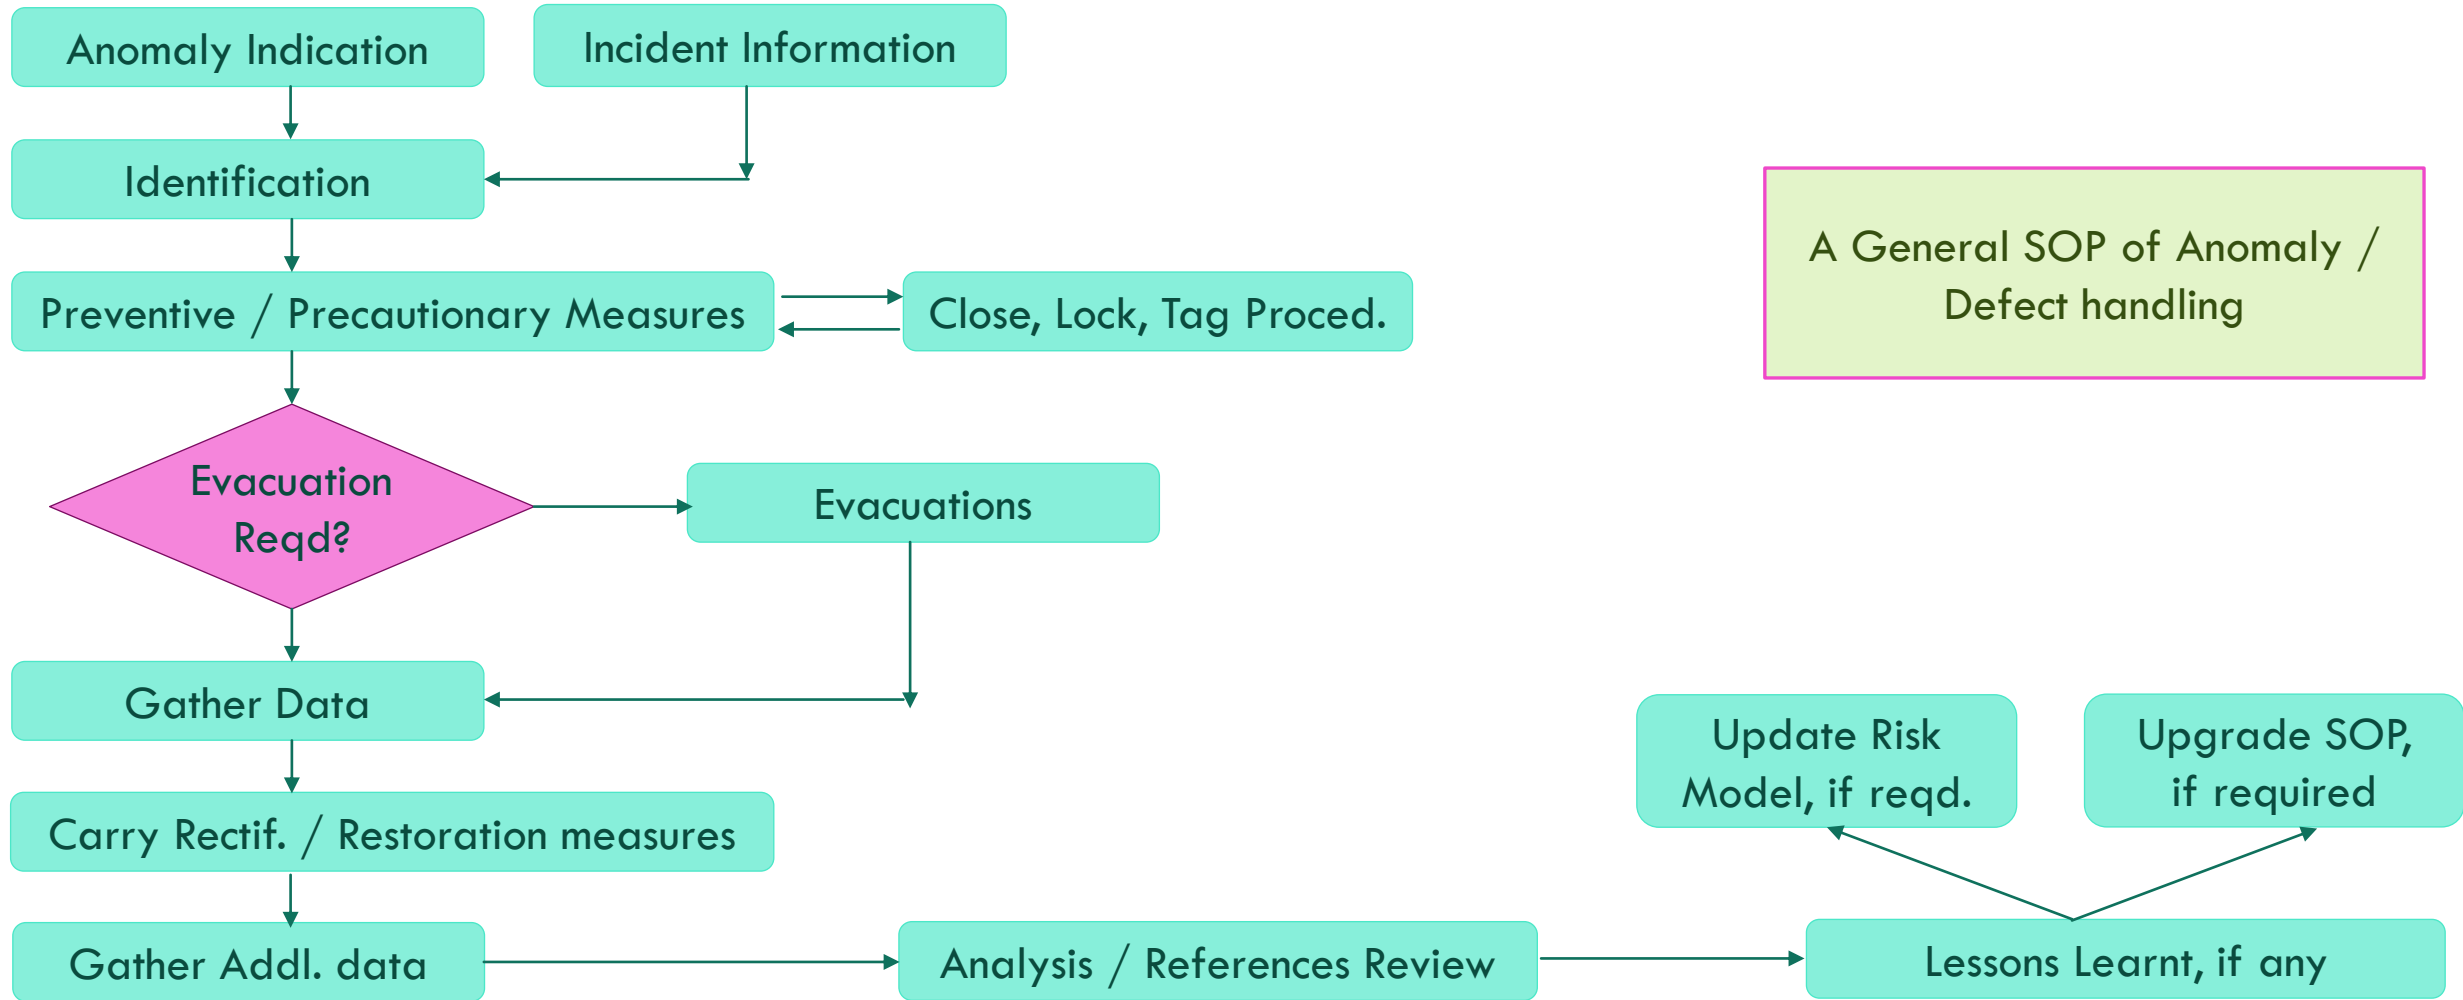 Anomaly Indication
Incident Information
Identification
A General SOP of Anomaly /
Defect handling
Preventive / Precautionary Measures
Close, Lock, Tag Proced.
Evacuation
Reqd?
Evacuations
Gather Data
Update Risk
Model, if reqd.
Upgrade SOP,
if required
Carry Rectif. / Restoration measures
Gather Addl. data
Analysis / References Review
Lessons Learnt, if any